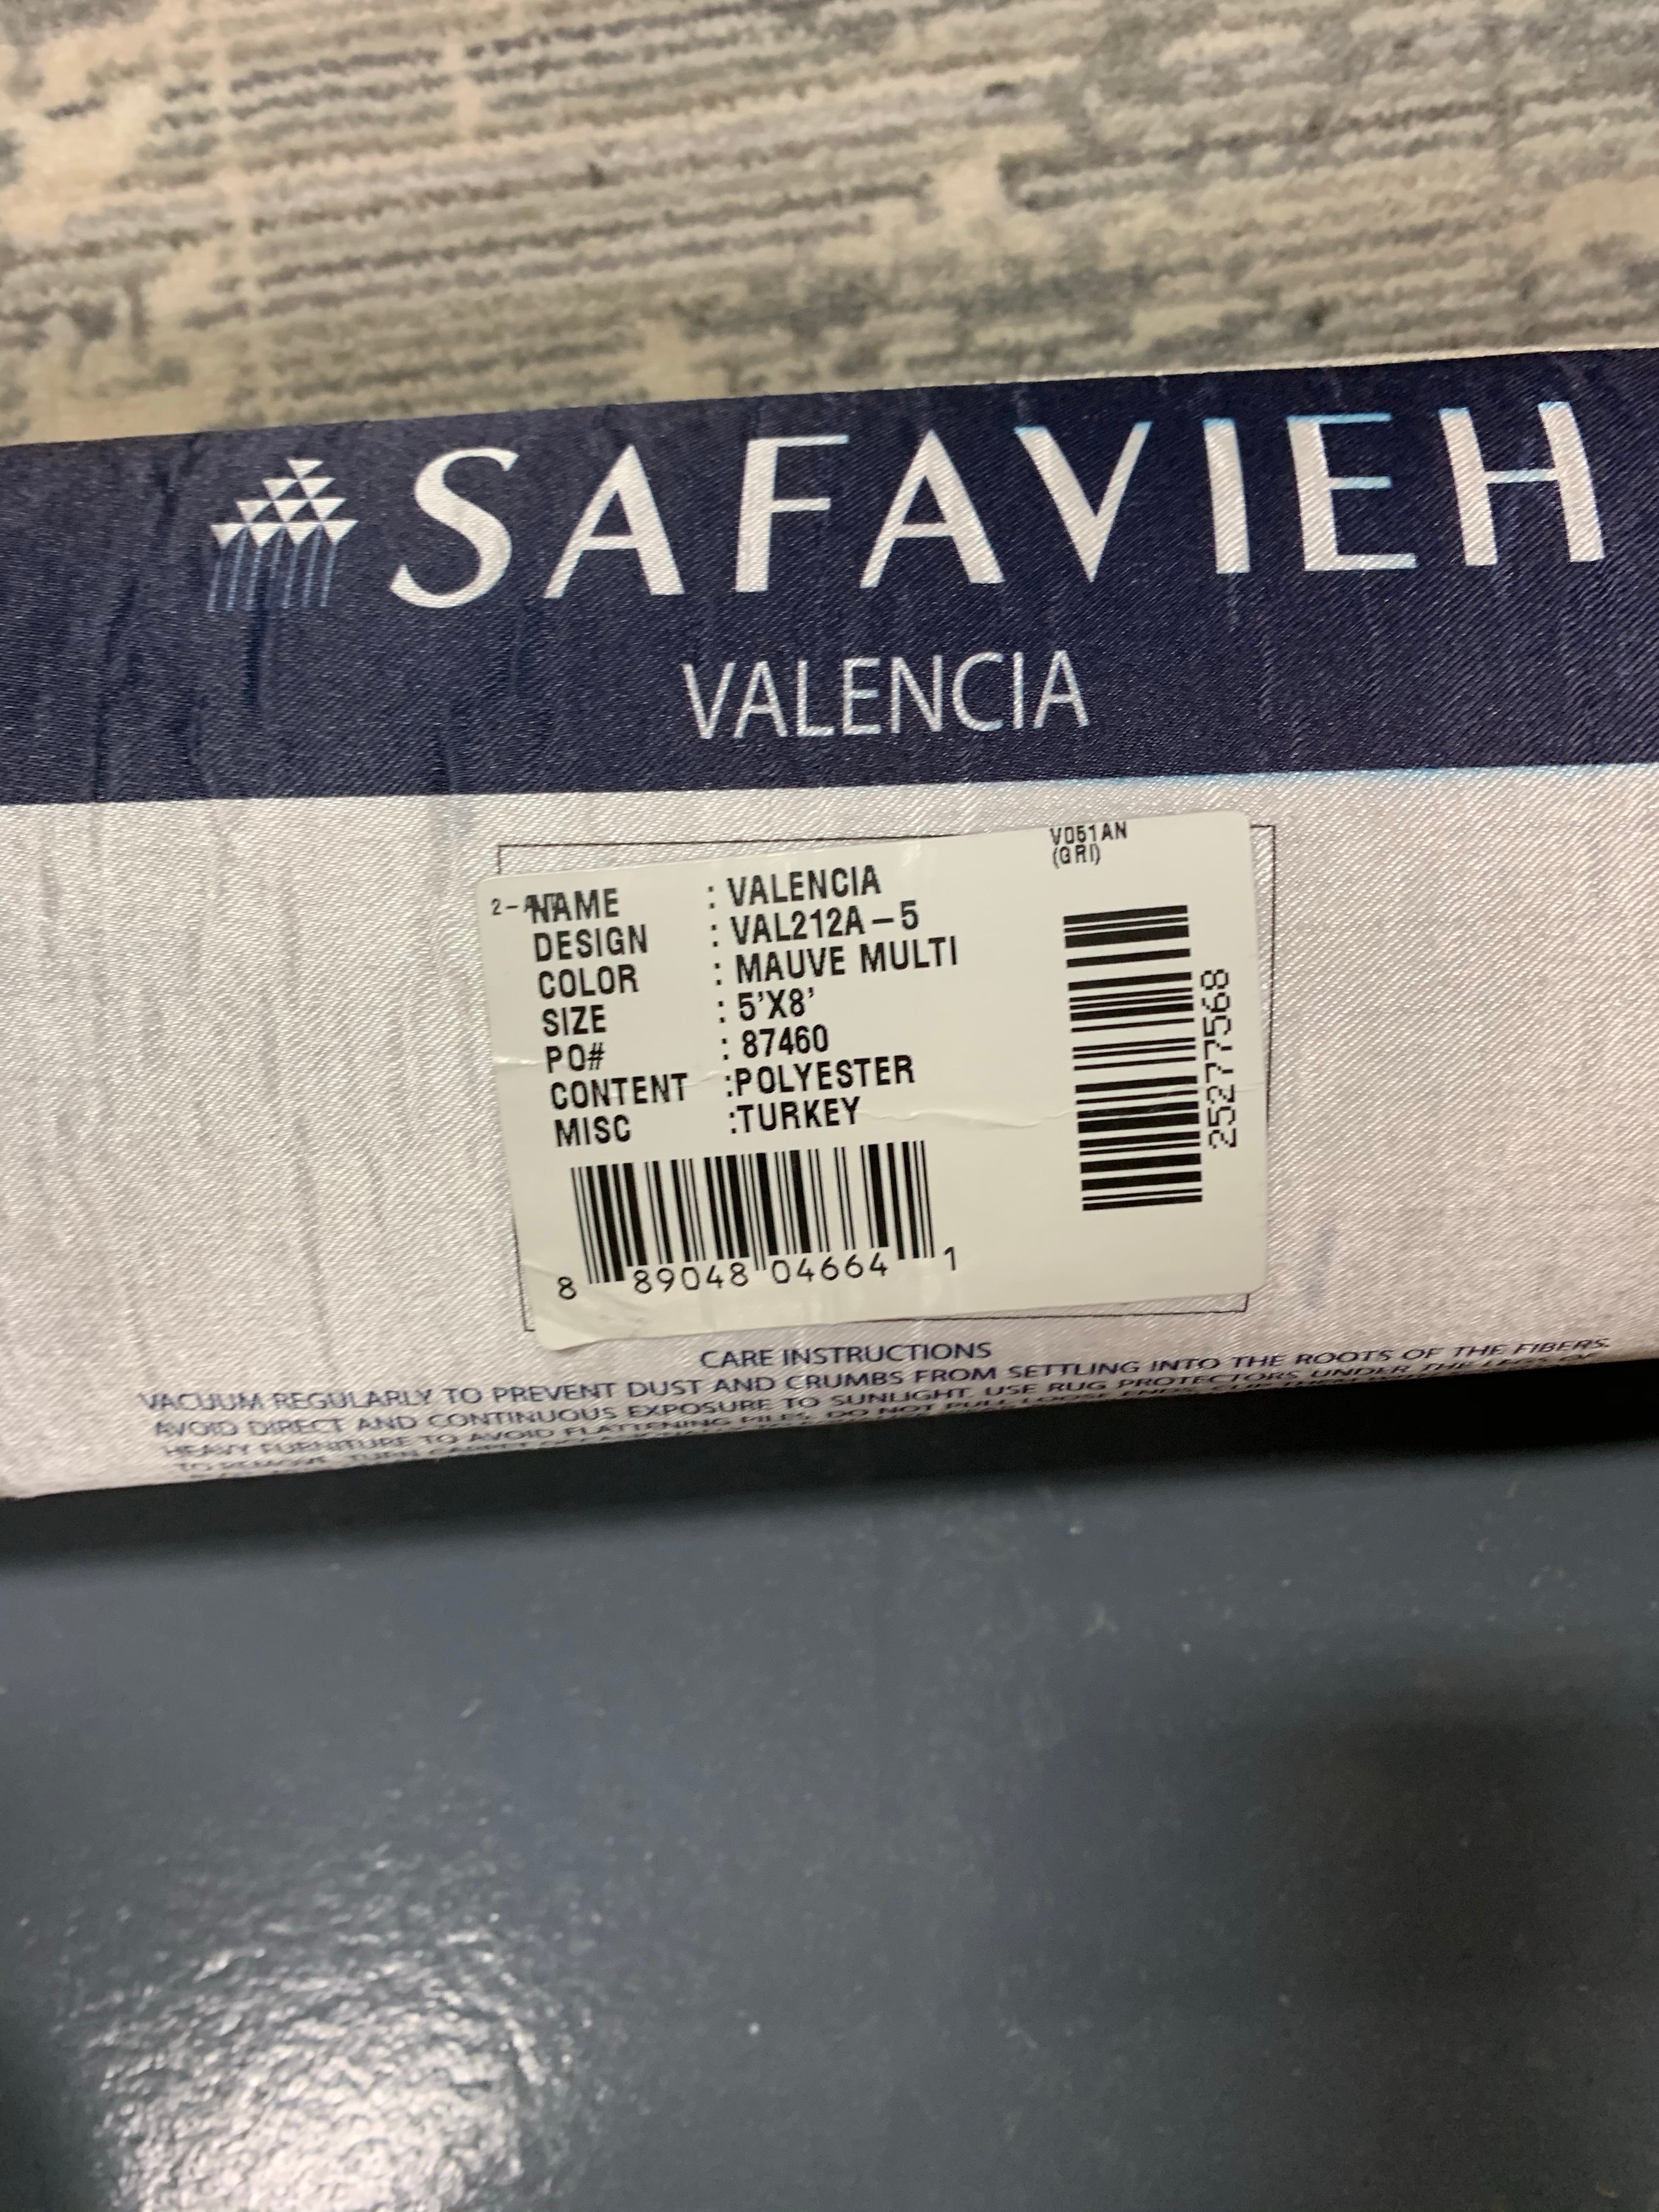 SAFAVIEH
VALENCIA
V051AN
(GRI)
NAME : VALENCIA
DESIGN : VAL212A-5
COLOR : MAUVE MULTI
SIZE : 5'X8'
PO# : 87460
CONTENT :POLYESTER
MISC :TURKEY
25277568
8 89048 04664 1
CARE INSTRUCTIONS
VACUUM REGULARLY TO PREVENT DUST AND CRUMBS FROM SETTLING INTO THE ROOTS OF THE FIBERS.
AVOID DIRECT AND CONTINUOUS EXPOSURE TO SUNLIGHT. USE RUG PROTECTORS UNDER THE LEGS OF
HEAVY FURNITURE TO AVOID FLATTENING PILES. DO NOT PULL LOOSE ENDS, CLIP